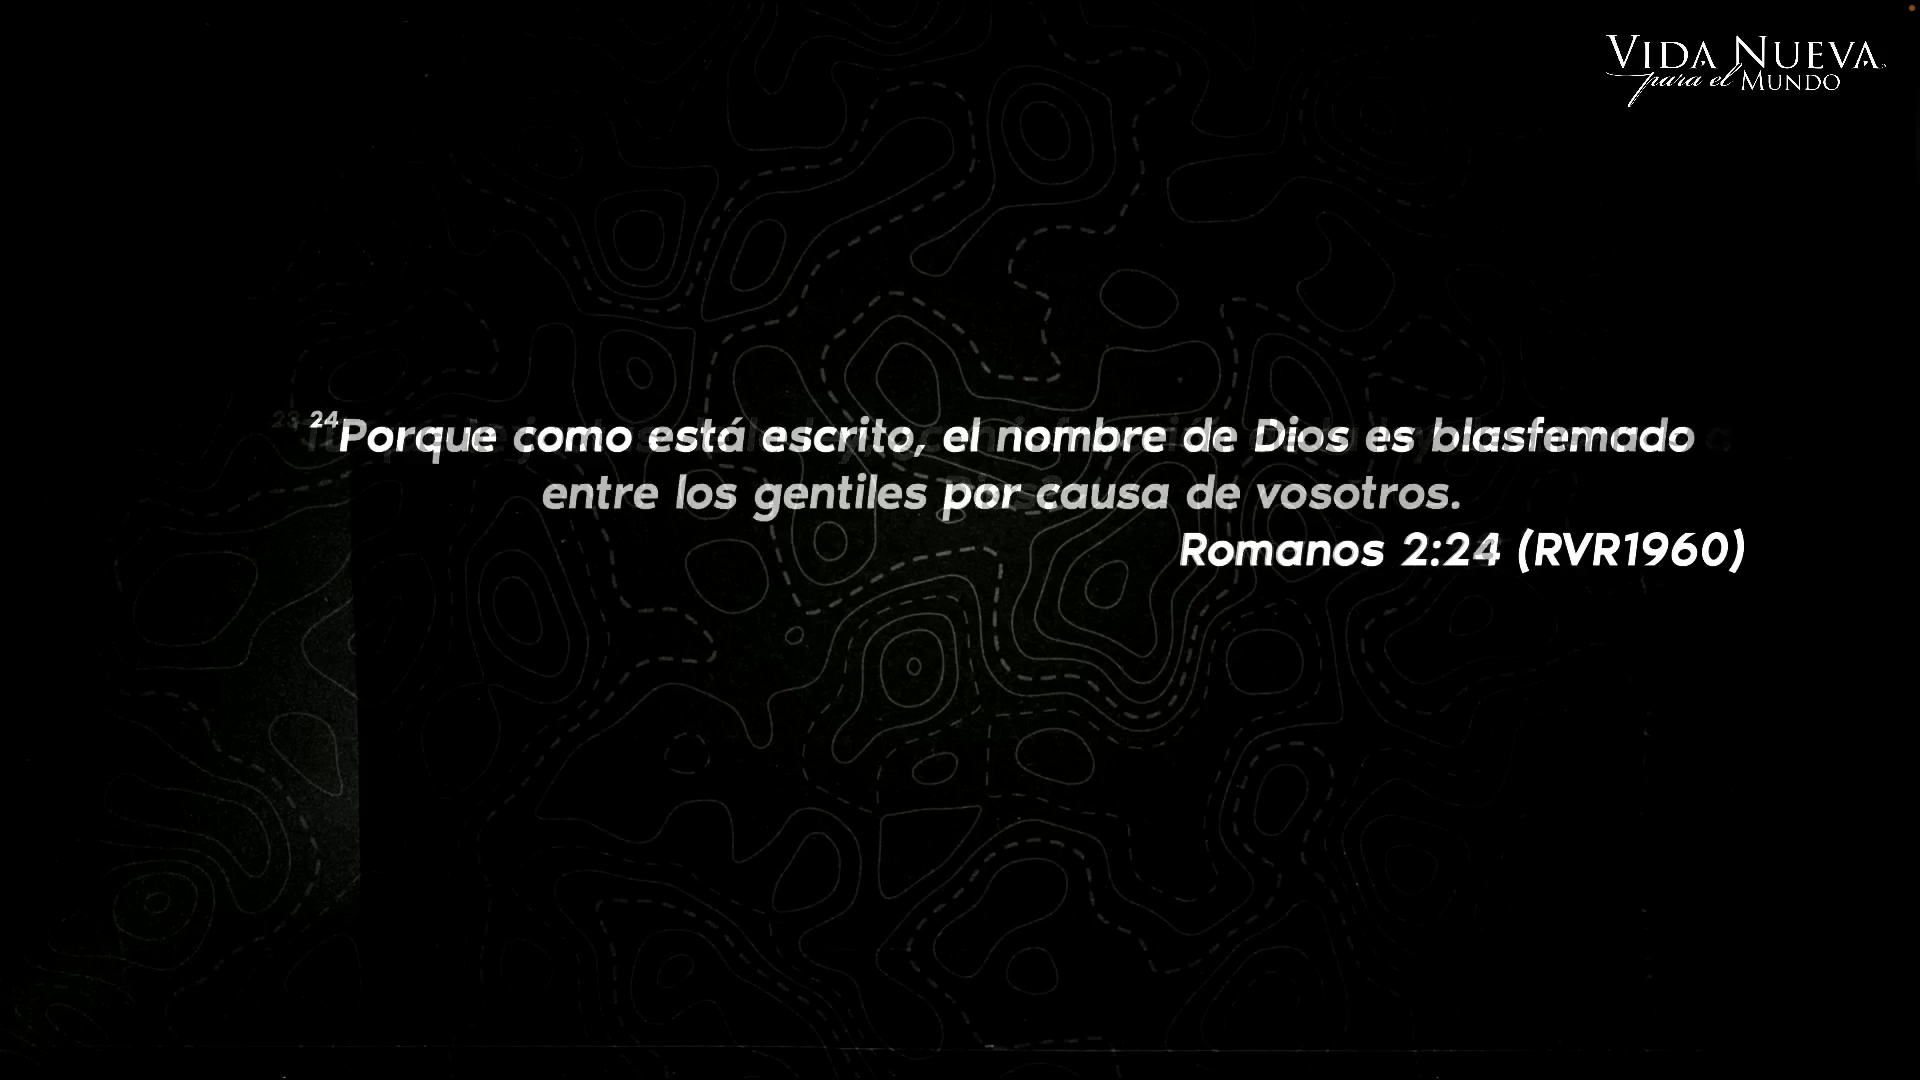 VIDA NUEVA
para el MUNDO
24Porque como está escrito, el nombre de Dios es blasfemado
entre los gentiles por causa de vosotros.
Romanos 2:24 (RVR1960)